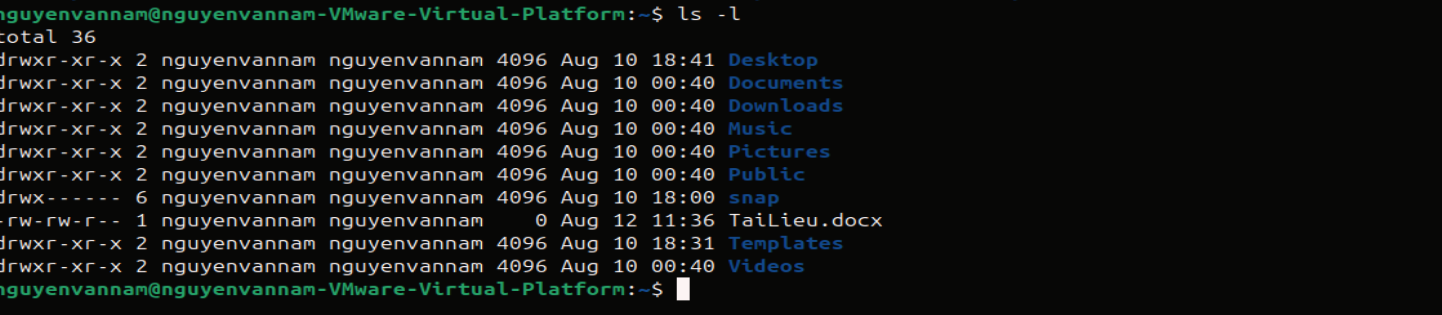 nguyenvannam@nguyenvannam-VMware-Virtual-Platform:~$ ls -l
total 36
drwxr-xr-x 2 nguyenvannam nguyenvannam 4096 Aug 10 18:41 Desktop
drwxr-xr-x 2 nguyenvannam nguyenvannam 4096 Aug 10 00:40 Documents
drwxr-xr-x 2 nguyenvannam nguyenvannam 4096 Aug 10 00:40 Downloads
drwxr-xr-x 2 nguyenvannam nguyenvannam 4096 Aug 10 00:40 Music
drwxr-xr-x 2 nguyenvannam nguyenvannam 4096 Aug 10 00:40 Pictures
drwxr-xr-x 2 nguyenvannam nguyenvannam 4096 Aug 10 00:40 Public
drwx------ 6 nguyenvannam nguyenvannam 4096 Aug 10 18:00 snap
-rw-rw-r-- 1 nguyenvannam nguyenvannam    0 Aug 12 11:36 TaiLieu.docx
drwxr-xr-x 2 nguyenvannam nguyenvannam 4096 Aug 10 18:31 Templates
drwxr-xr-x 2 nguyenvannam nguyenvannam 4096 Aug 10 00:40 Videos
nguyenvannam@nguyenvannam-VMware-Virtual-Platform:~$